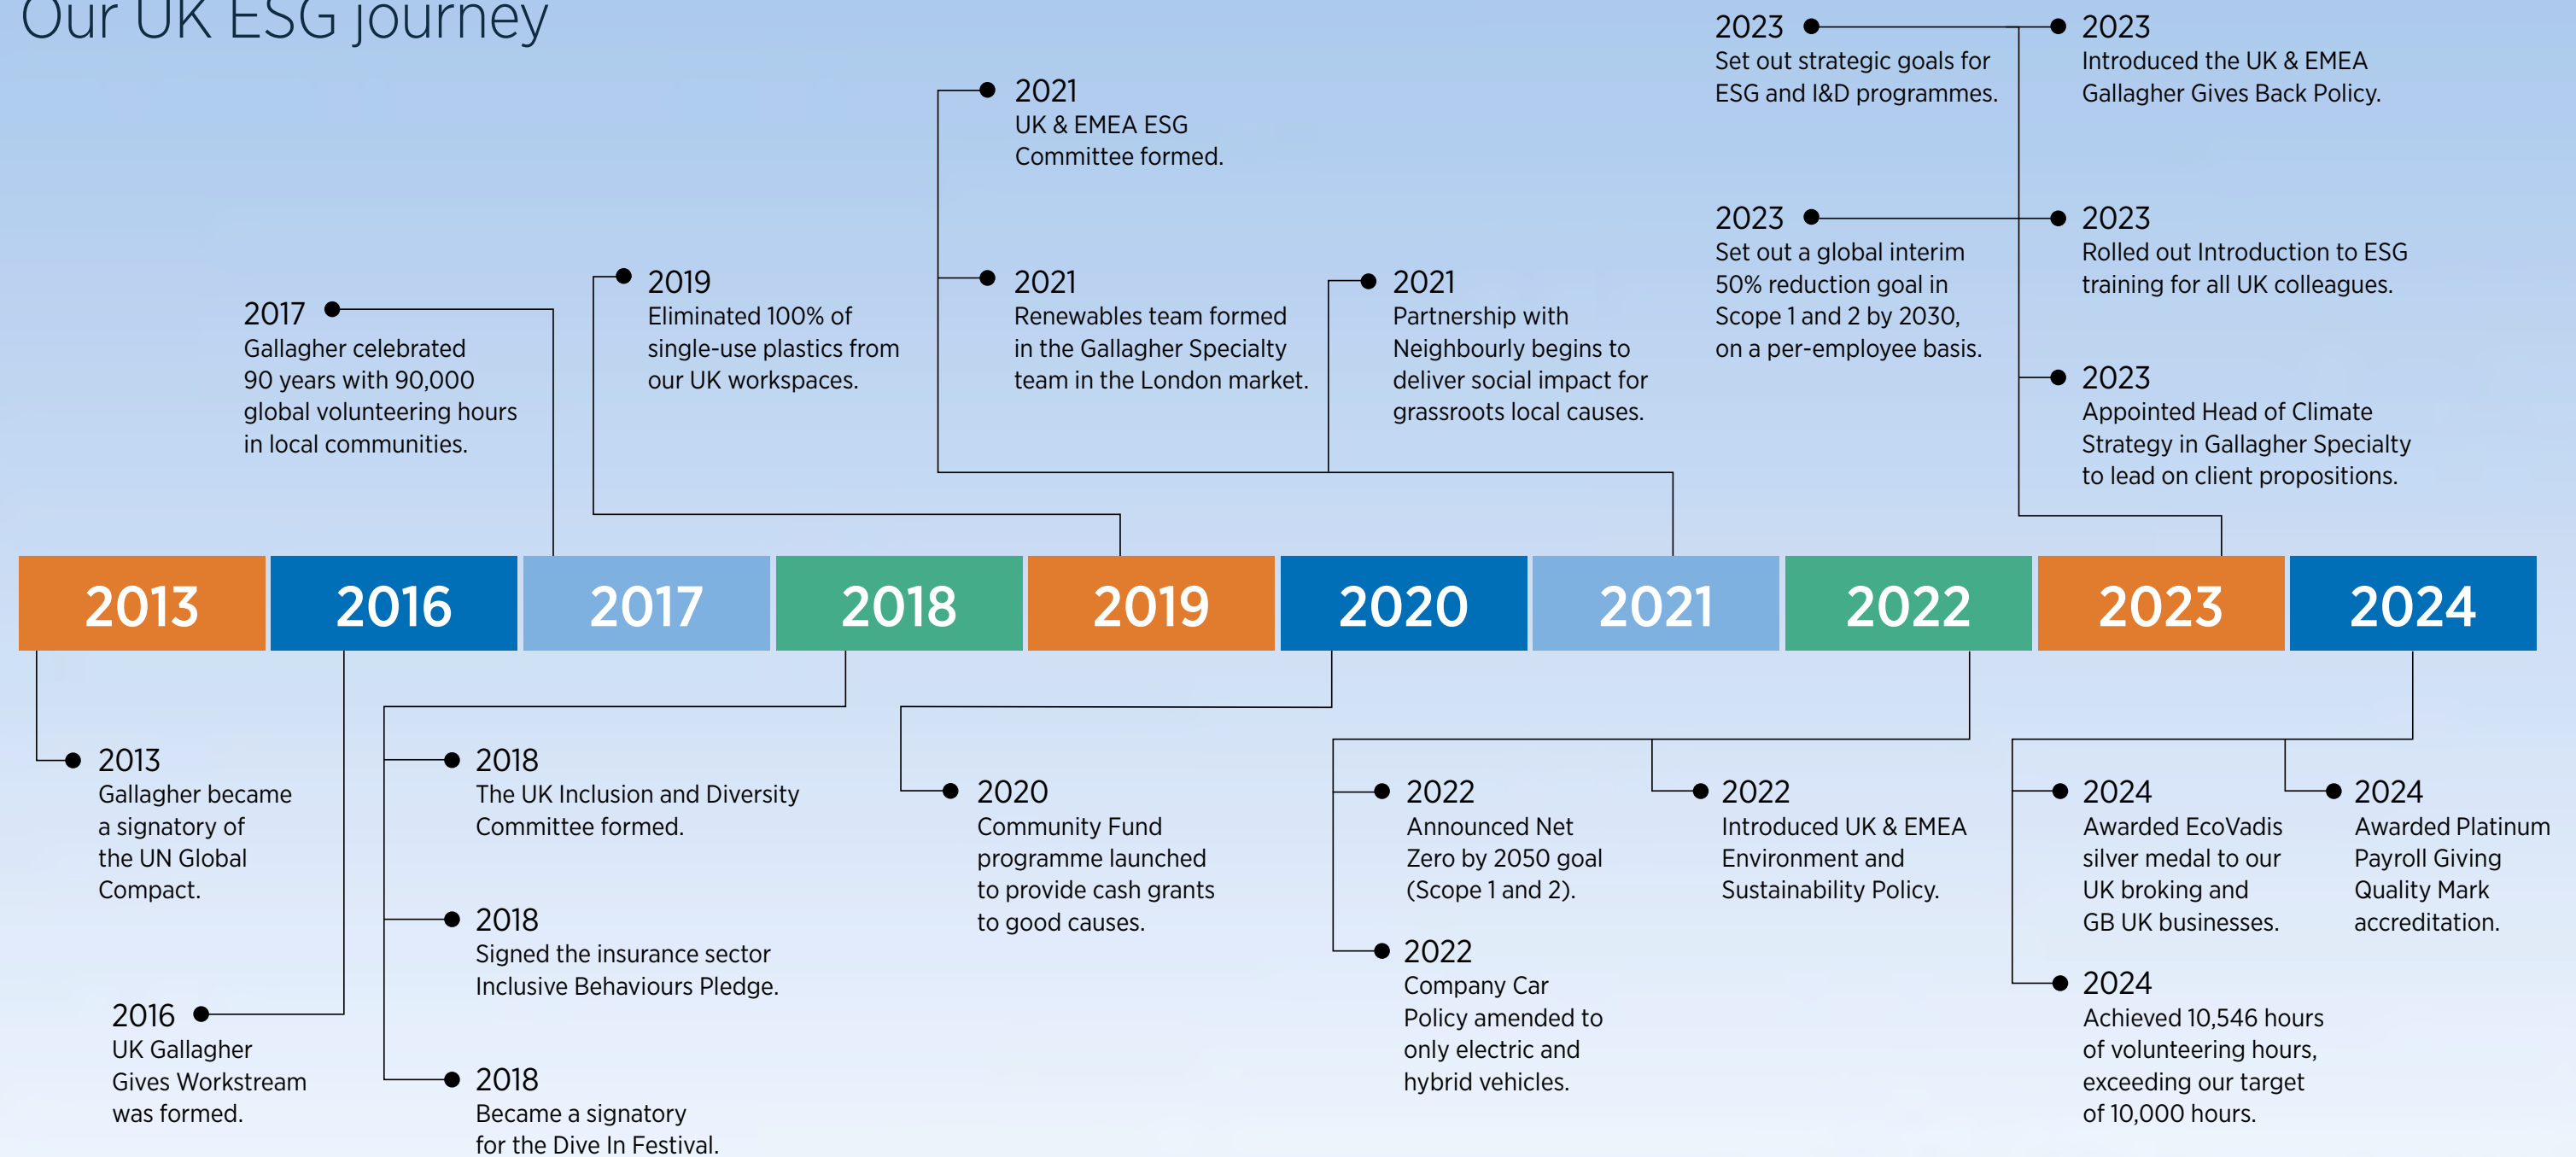 Our UK ESG journey
2017
Gallagher celebrated
90 years with 90,000
global volunteering hours
in local communities.
2019
Eliminated 100% of
single-use plastics from
our UK workspaces.
2021
UK & EMEA ESG
Committee formed.
2021
Renewables team formed
in the Gallagher Specialty
team in the London market.
2021
Partnership with
Neighbourly begins to
deliver social impact for
grassroots local causes.
2023
Set out strategic goals for
ESG and I&D programmes.
2023
Set out a global interim
50% reduction goal in
Scope 1 and 2 by 2030,
on a per-employee basis.
2023
Introduced the UK & EMEA
Gallagher Gives Back Policy.
2023
Rolled out Introduction to ESG
training for all UK colleagues.
2023
Appointed Head of Climate
Strategy in Gallagher Specialty
to lead on client propositions.
2013
2016
2017
2018
2019
2020
2021
2022
2023
2024
2013
Gallagher became
a signatory of
the UN Global
Compact.
2016
UK Gallagher
Gives Workstream
was formed.
2018
The UK Inclusion and Diversity
Committee formed.
2018
Signed the insurance sector
Inclusive Behaviours Pledge.
2018
Became a signatory
for the Dive In Festival.
2020
Community Fund
programme launched
to provide cash grants
to good causes.
2022
Announced Net
Zero by 2050 goal
(Scope 1 and 2).
2022
Company Car
Policy amended to
only electric and
hybrid vehicles.
2022
Introduced UK & EMEA
Environment and
Sustainability Policy.
2024
Awarded EcoVadis
silver medal to our
UK broking and
GB UK businesses.
2024
Achieved 10,546 hours
of volunteering hours,
exceeding our target
of 10,000 hours.
2024
Awarded Platinum
Payroll Giving
Quality Mark
accreditation.